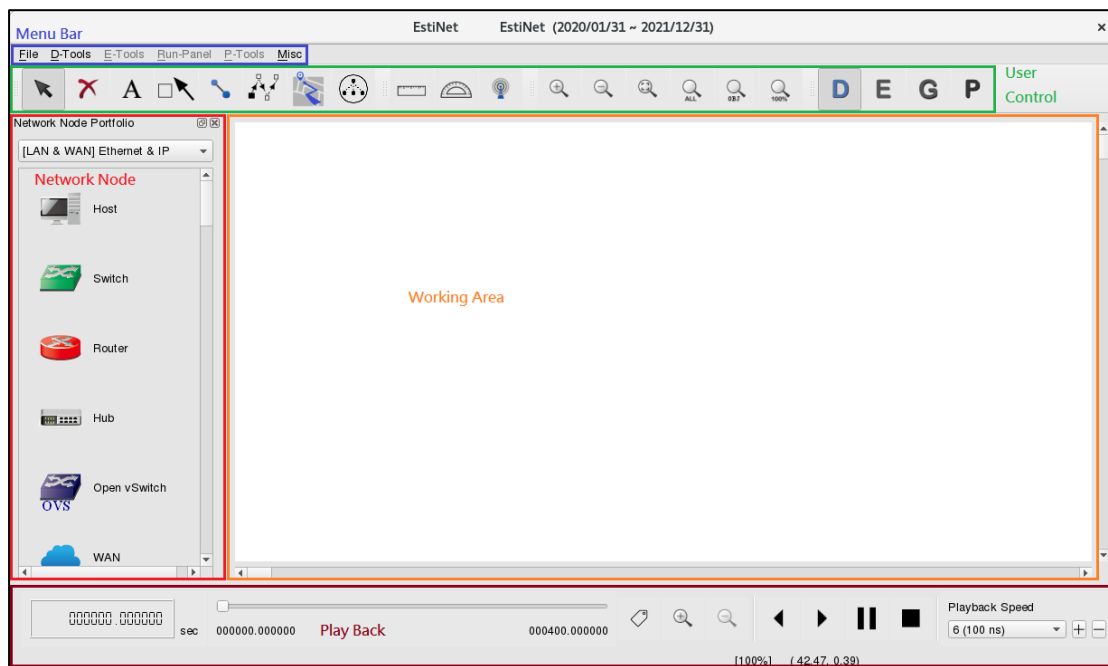 EstiNet EstiNet (2020/01/31 ~ 2021/12/31)
Menu Bar
File D-Tools E-Tools Run-Panel P-Tools Misc
A ALL OBJ 100% D E G P
User
Control
Network Node Portfolio
[LAN & WAN] Ethernet & IP
Network Node
Host
Switch
Router
Hub
OVS Open vSwitch
WAN
Working Area
000000.000000 sec
000000.000000 Play Back 000400.000000
Playback Speed
6 (100 ns)
[100%] ( 42.47, 0.39)